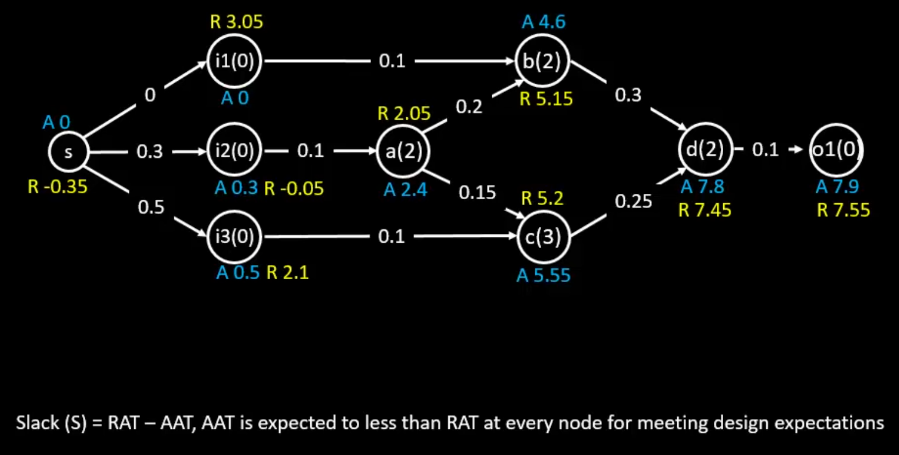 R 3.05
A 4.6
i1(0)
0.1
b(2)
A 0
R 5.15
0
0.2
0.3
R 2.05
A 0
s
0.3
i2(0)
0.1
a(2)
d(2)
0.1
o1(0)
R -0.35
A 0.3 R -0.05
A 2.4
0.15
R 5.2
0.25
A 7.8
A 7.9
R 7.45
R 7.55
0.5
i3(0)
0.1
c(3)
A 0.5 R 2.1
A 5.55
Slack (S) = RAT – AAT, AAT is expected to less than RAT at every node for meeting design expectations